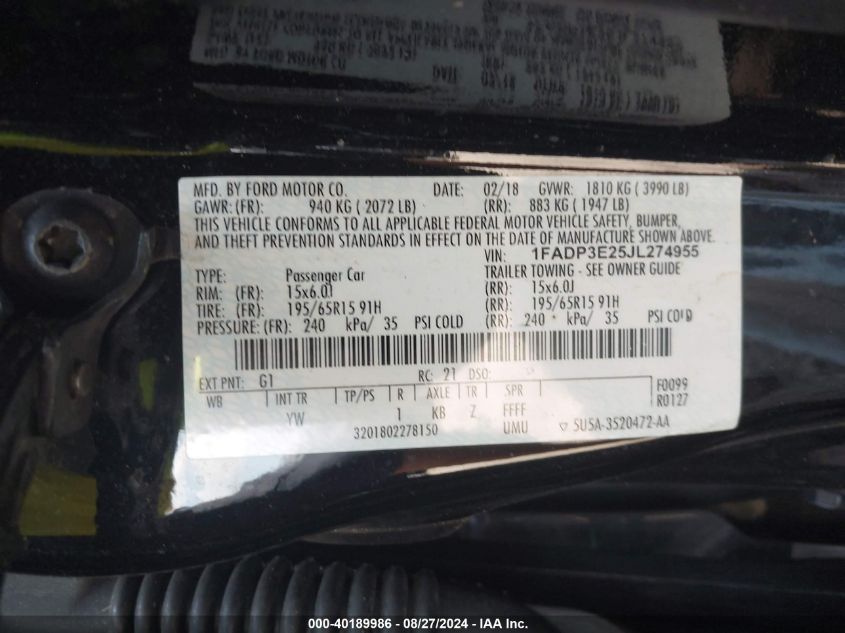 MFD. BY FORD MOTOR CO. DATE: 02/18 GVWR: 1810 KG ( 3990 LB)
GAWR: (FR): 940 KG ( 2072 LB) (RR): 883 KG ( 1947 LB)
THIS VEHICLE CONFORMS TO ALL APPLICABLE FEDERAL MOTOR VEHICLE SAFETY, BUMPER,
AND THEFT PREVENTION STANDARDS IN EFFECT ON THE DATE OF MANUFACTURE SHOWN ABOVE.
VIN: 1FADP3E25JL274955
TYPE: Passenger Car TRAILER TOWING - SEE OWNER GUIDE
RIM: (FR): 15x6.0J (RR): 15x6.0J
TIRE: (FR): 195/65R15 91H (RR): 195/65R15 91H
PRESSURE: (FR): 240 kPa/ 35 PSI COLD (RR): 240 kPa/ 35 PSI COLD
EXT PNT: G1 RC: 21 DSO: F0099
WB INT TR TP/PS R AXLE TR SPR R0127
YW 1 KB Z FFFF
3201802278150 UMU ▽ 5U5A-3520472-AA
000-40189986 / 08/27/2024 - IAA Inc.